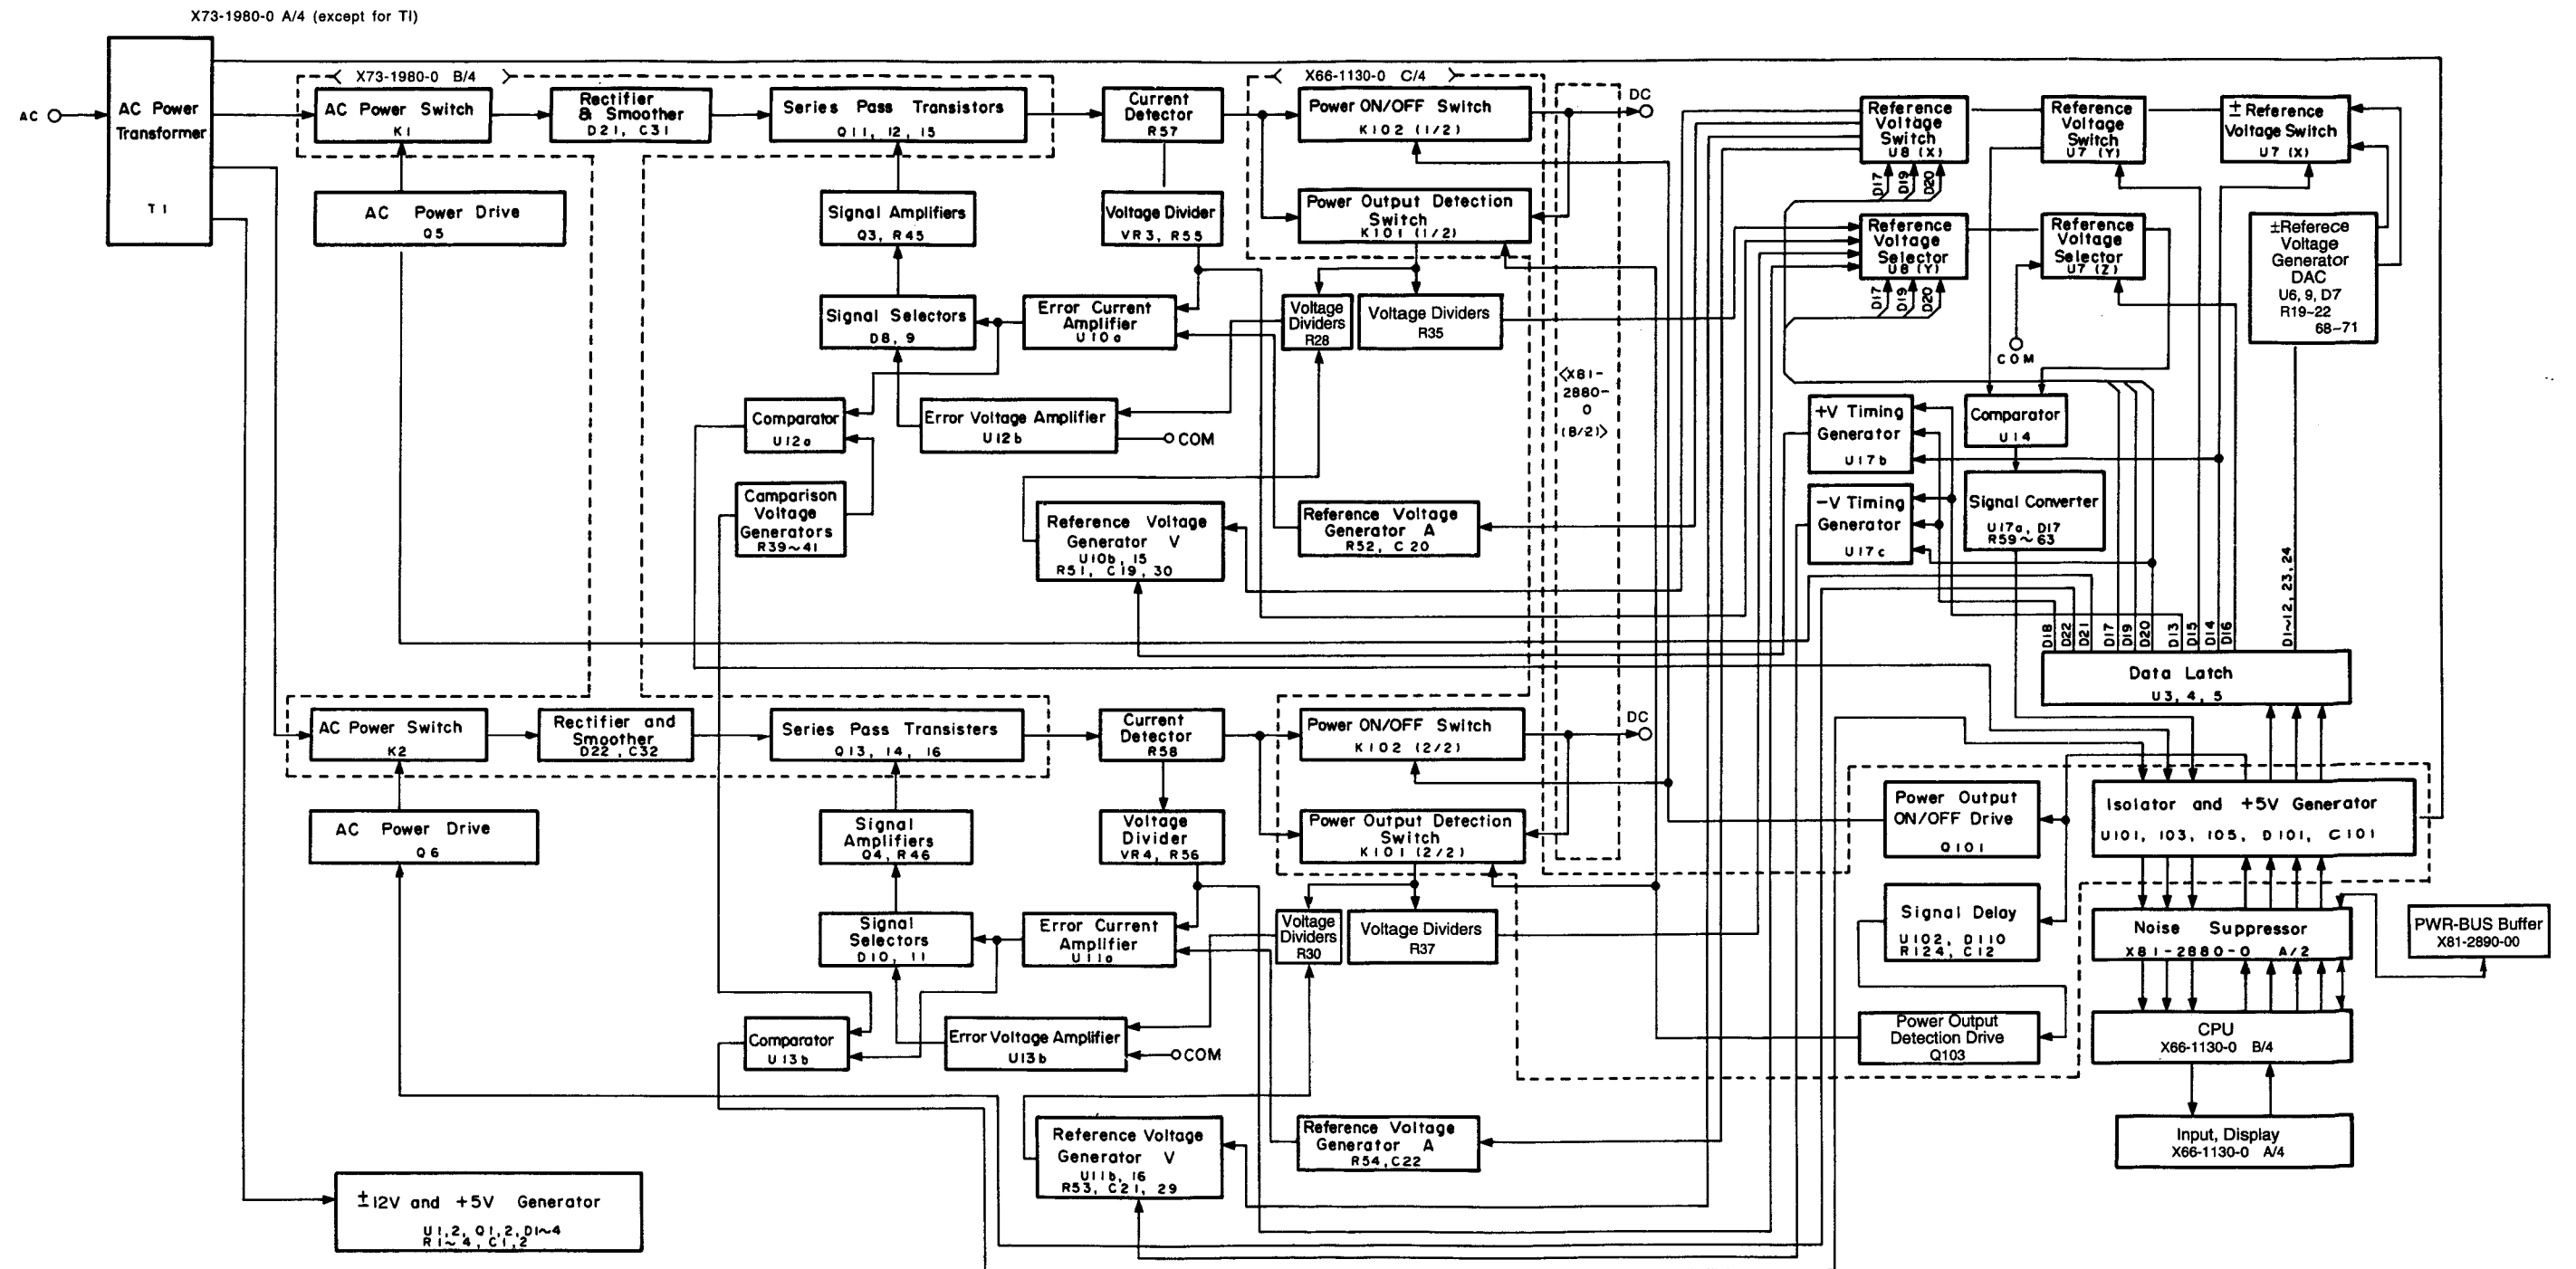 X73-1980-0 A/4 (except for TI)
AC
AC Power
Transformer
T1
X73-1980-0 B/4
AC Power Switch
K1
Rectifier
& Smoother
D21, C31
Series Pass Transistors
Q11, 12, 15
Current
Detector
R57
X66-1130-0 C/4
Power ON/OFF Switch
K102 (1/2)
DC
AC Power Drive
Q5
Signal Amplifiers
Q3, R45
Voltage Divider
VR3, R55
Power Output Detection
Switch
K101 (1/2)
Signal Selectors
D8, 9
Error Current
Amplifier
U10a
Voltage
Dividers
R28
Voltage Dividers
R35
Comparator
U12a
Error Voltage Amplifier
U12b
COM
Camparison
Voltage
Generators
R39~41
Reference Voltage
Generator V
U10b, 15
R51, C19, 30
Reference Voltage
Generator A
R52, C20
<X81-
2880-
0
(B/2)>
Reference
Voltage
Switch
U8 (X)
Reference
Voltage
Switch
U7 (Y)
± Reference
Voltage Switch
U7 (X)
D17
D19
D20
Reference
Voltage
Selector
U8 (Y)
Reference
Voltage
Selector
U7 (Z)
±Referece
Voltage
Generator
DAC
U6, 9, D7
R19~22
68~71
D17
D19
D20
COM
+V Timing
Generator
U17b
Comparator
U14
-V Timing
Generator
U17c
Signal Converter
U17a, D17
R59~63
D18
D22
D21
D17
D19
D20
D13
D15
D14
D16
D1~12, 23, 24
Data Latch
U3, 4, 5
AC Power Switch
K2
Rectifier and
Smoother
D22, C32
Series Pass Transisters
Q13, 14, 16
Current
Detector
R58
Power ON/OFF Switch
K102 (2/2)
DC
AC Power Drive
Q6
Signal
Amplifiers
Q4, R46
Voltage
Divider
VR4, R56
Power Output Detection
Switch
K101 (2/2)
Power Output
ON/OFF Drive
Q101
Isolator and +5V Generator
U101, 103, 105, D101, C101
Signal
Selectors
D10, 11
Error Current
Amplifier
U11a
Voltage
Dividers
R30
Voltage Dividers
R37
Signal Delay
U102, D110
R124, C12
Noise Suppressor
X81-2880-0 A/2
PWR-BUS Buffer
X81-2890-00
Comparator
U13b
Error Voltage Amplifier
U13b
COM
Power Output
Detection Drive
Q103
CPU
X66-1130-0 B/4
Reference Voltage
Generator V
U11b, 16
R53, C21, 29
Reference Voltage
Generator A
R54, C22
Input, Display
X66-1130-0 A/4
±12V and +5V Generator
U1,2, Q1,2, D1~4
R1~4, C1,2